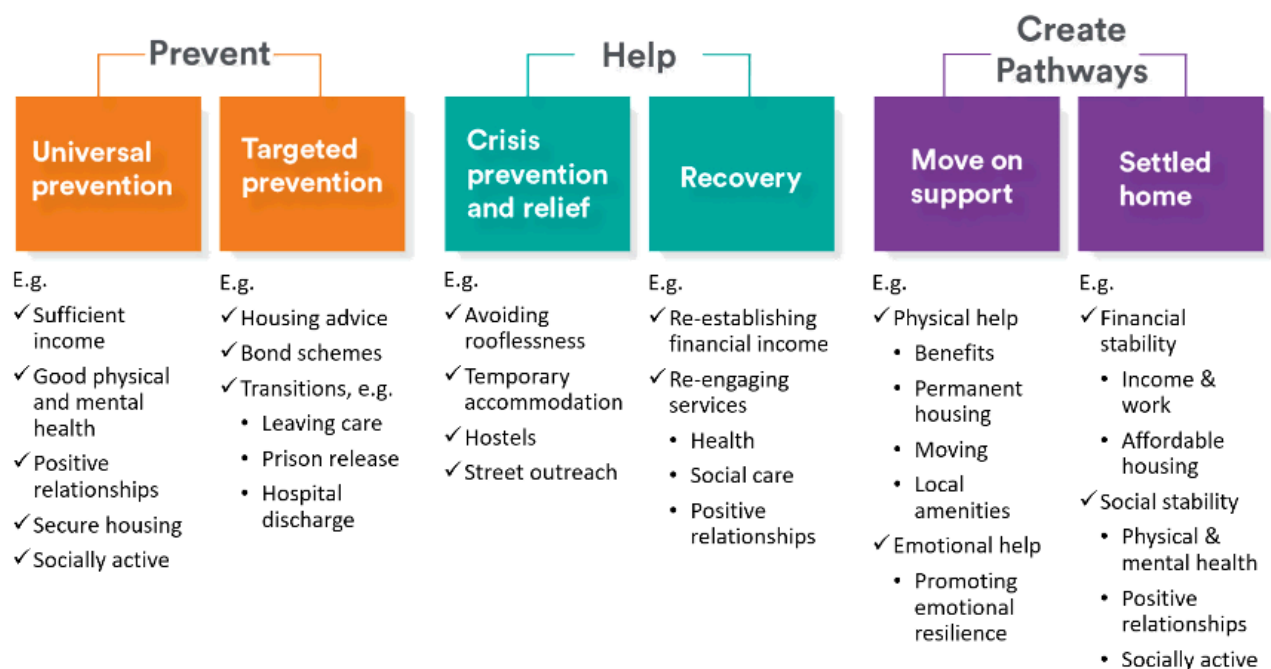 Prevent
Universal
prevention
E.g.
✓ Sufficient
income
✓ Good physical
and mental
health
✓ Positive
relationships
✓ Secure housing
✓ Socially active
Targeted
prevention
E.g.
✓ Housing advice
✓ Bond schemes
✓ Transitions, e.g.
• Leaving care
• Prison release
• Hospital
discharge
Help
Crisis
prevention
and relief
E.g.
✓ Avoiding
rooflessness
✓ Temporary
accommodation
✓ Hostels
✓ Street outreach
Recovery
E.g.
✓ Re-establishing
financial income
✓ Re-engaging
services
• Health
• Social care
• Positive
relationships
Create
Pathways
Move on
support
E.g.
✓ Physical help
• Benefits
• Permanent
housing
• Moving
• Local
amenities
✓ Emotional help
• Promoting
emotional
resilience
Settled
home
E.g.
✓ Financial
stability
• Income &
work
• Affordable
housing
✓ Social stability
• Physical &
mental health
• Positive
relationships
• Socially active